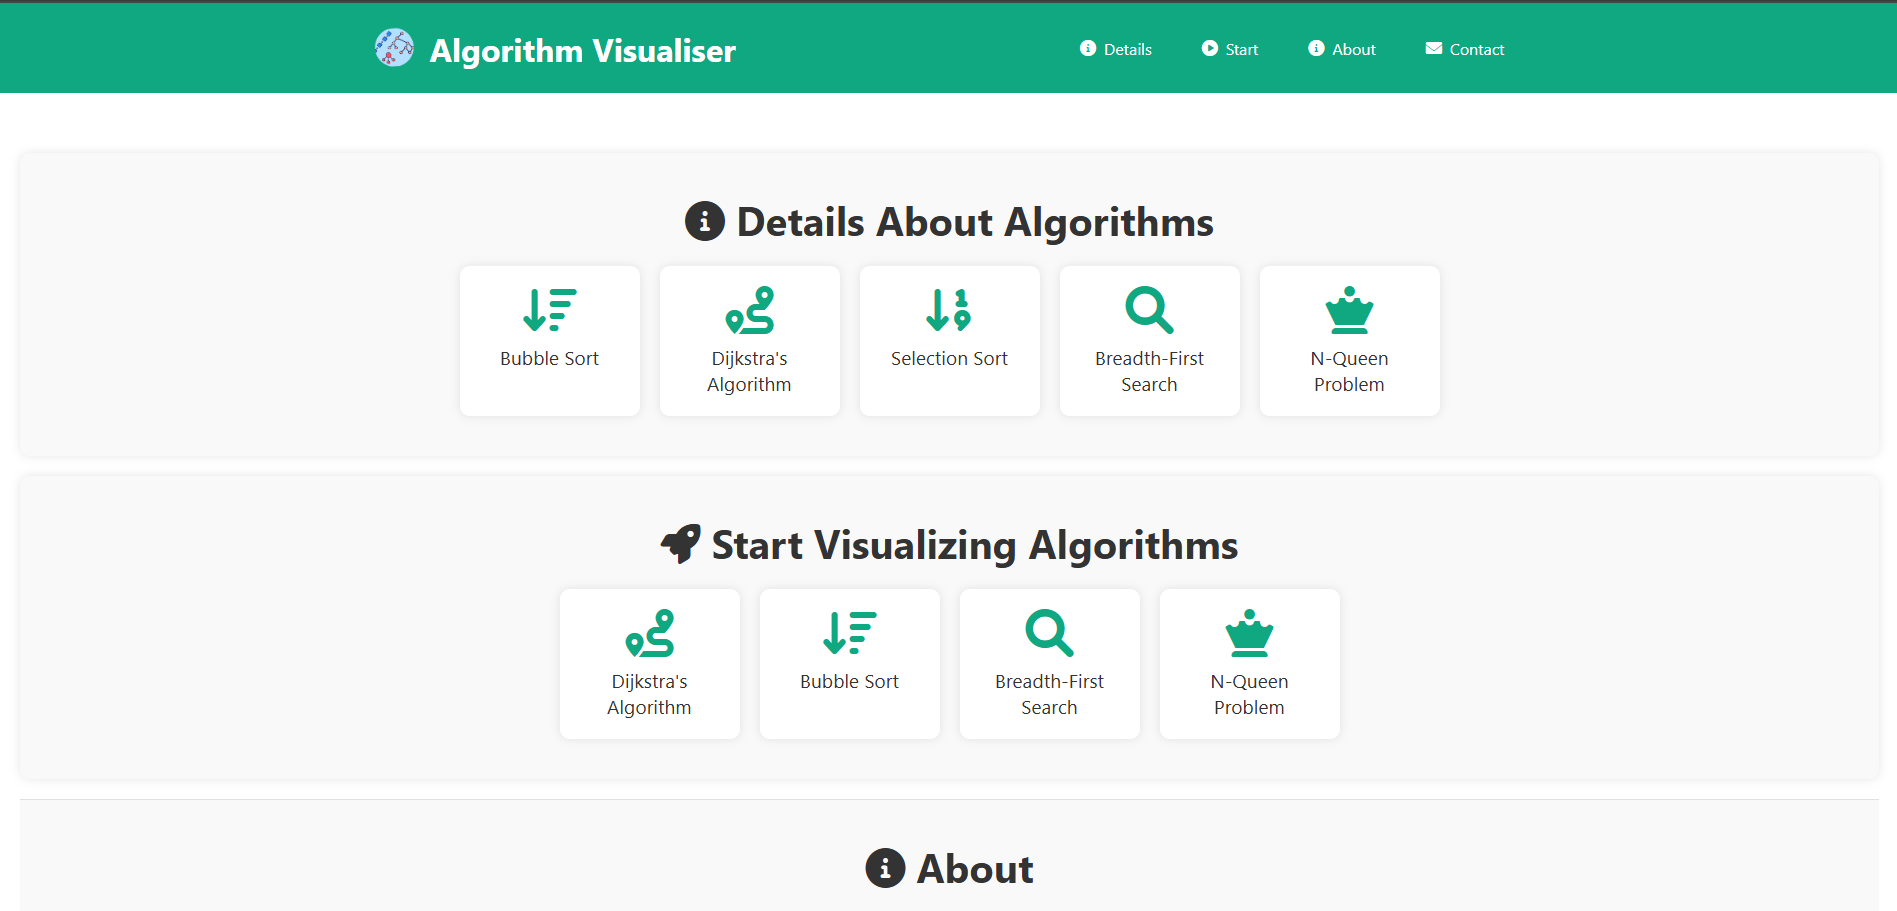 Algorithm Visualiser
Details
Start
About
Contact
Details About Algorithms
Bubble Sort
Dijkstra's
Algorithm
Selection Sort
Breadth-First
Search
N-Queen
Problem
Start Visualizing Algorithms
Dijkstra's
Algorithm
Bubble Sort
Breadth-First
Search
N-Queen
Problem
About